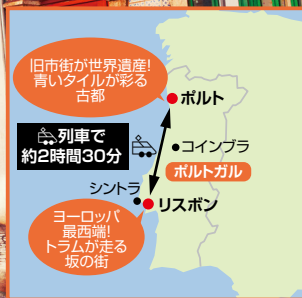 旧市街が世界遺産!
青いタイルが彩る
古都
ポルト
列車で
約2時間30分
コインブラ
ポルトガル
シントラ
リスボン
ヨーロッパ
最西端!
トラムが走る
坂の街